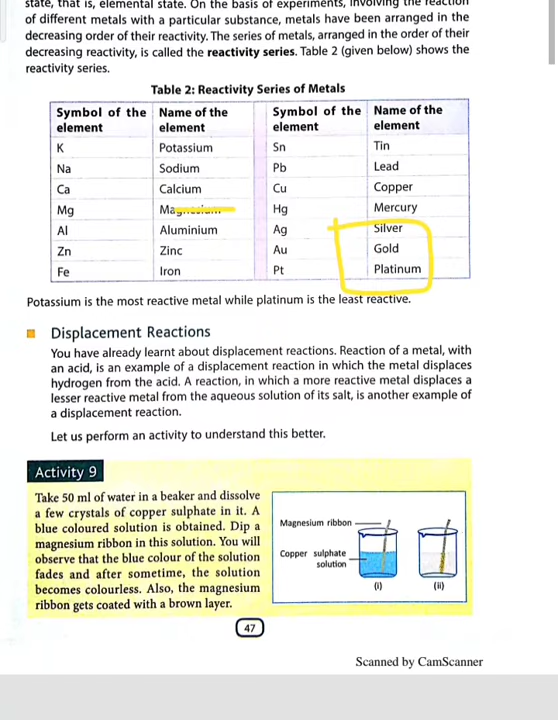 state, that is, elemental state. On the basis of experiments, involving the reaction
of different metals with a particular substance, metals have been arranged in the
decreasing order of their reactivity. The series of metals, arranged in the order of their
decreasing reactivity, is called the reactivity series. Table 2 (given below) shows the
reactivity series.
Table 2: Reactivity Series of Metals
Symbol of the element Name of the element Symbol of the element Name of the element
K Potassium Sn Tin
Na Sodium Pb Lead
Ca Calcium Cu Copper
Mg Magnesium Hg Mercury
Al Aluminium Ag Silver
Zn Zinc Au Gold
Fe Iron Pt Platinum
Potassium is the most reactive metal while platinum is the least reactive.
Displacement Reactions
You have already learnt about displacement reactions. Reaction of a metal, with
an acid, is an example of a displacement reaction in which the metal displaces
hydrogen from the acid. A reaction, in which a more reactive metal displaces a
lesser reactive metal from the aqueous solution of its salt, is another example of
a displacement reaction.
Let us perform an activity to understand this better.
Activity 9
Take 50 ml of water in a beaker and dissolve
a few crystals of copper sulphate in it. A
blue coloured solution is obtained. Dip a
magnesium ribbon in this solution. You will
observe that the blue colour of the solution
fades and after sometime, the solution
becomes colourless. Also, the magnesium
ribbon gets coated with a brown layer.
Magnesium ribbon
Copper sulphate
solution
(i) (ii)
47
Scanned by CamScanner